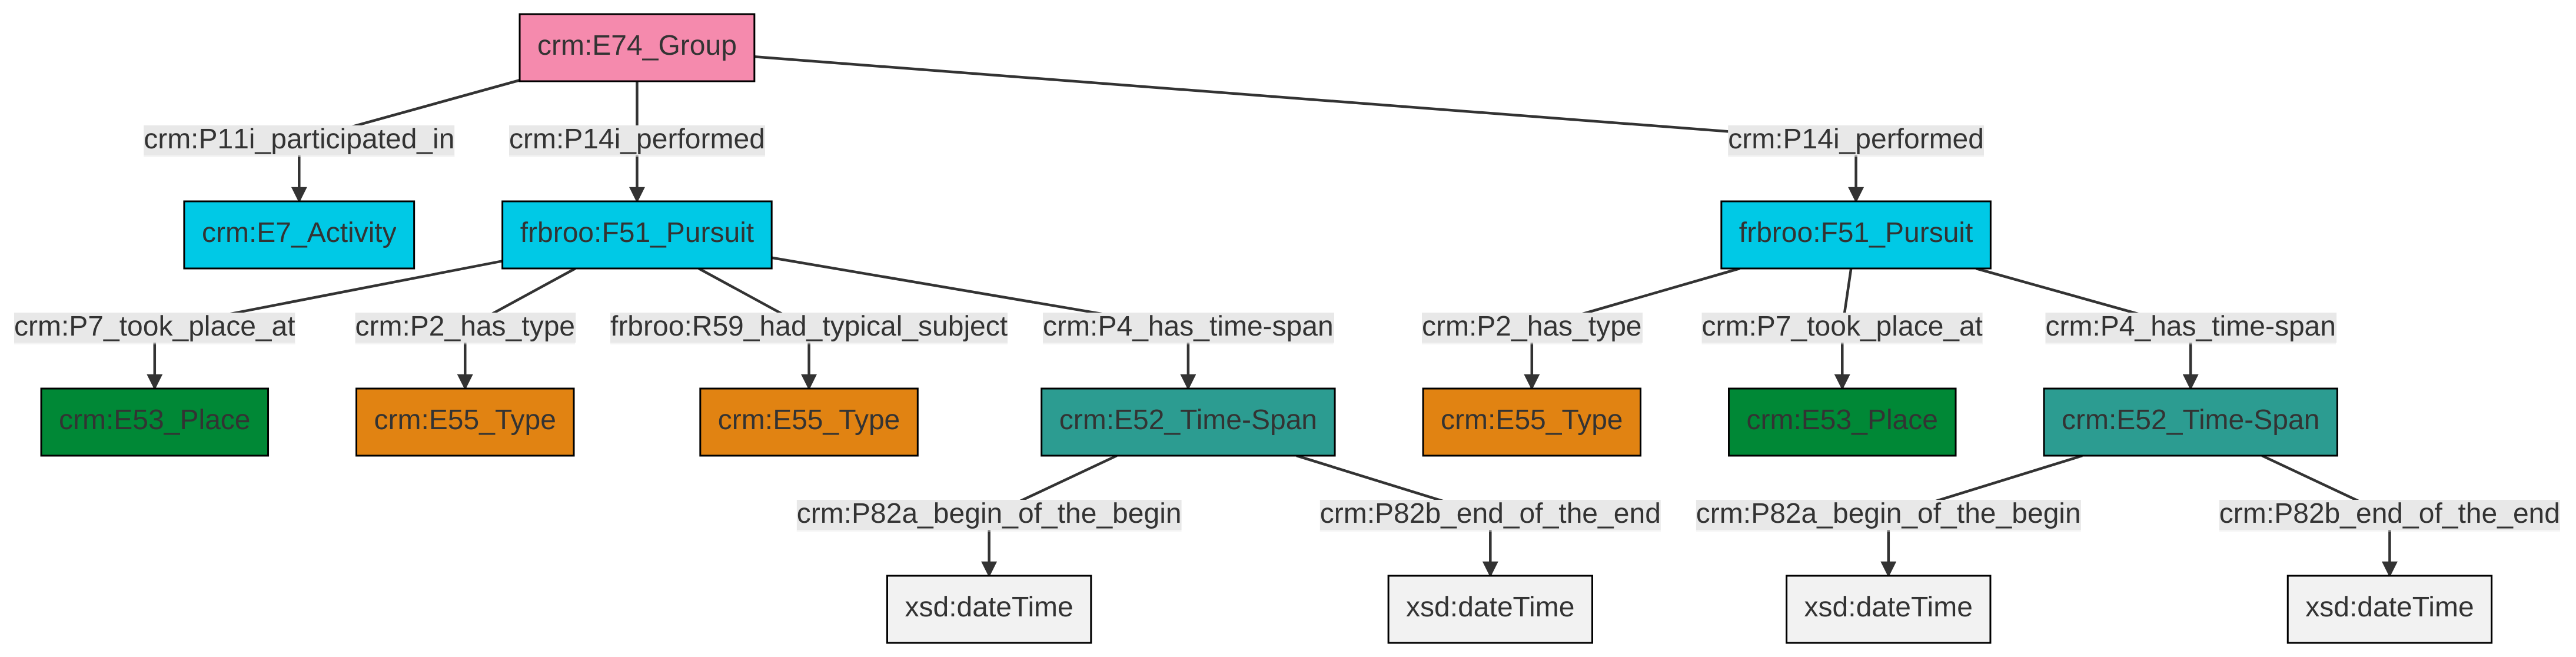 crm:E74_Group
crm:P11i_participated_in
crm:P14i_performed
crm:P14i_performed
crm:E7_Activity
frbroo:F51_Pursuit
frbroo:F51_Pursuit
crm:P7_took_place_at
crm:P2_has_type
frbroo:R59_had_typical_subject
crm:P4_has_time-span
crm:P2_has_type
crm:P7_took_place_at
crm:P4_has_time-span
crm:E53_Place
crm:E55_Type
crm:E55_Type
crm:E52_Time-Span
crm:E55_Type
crm:E53_Place
crm:E52_Time-Span
crm:P82a_begin_of_the_begin
crm:P82b_end_of_the_end
crm:P82a_begin_of_the_begin
crm:P82b_end_of_the_end
xsd:dateTime
xsd:dateTime
xsd:dateTime
xsd:dateTime